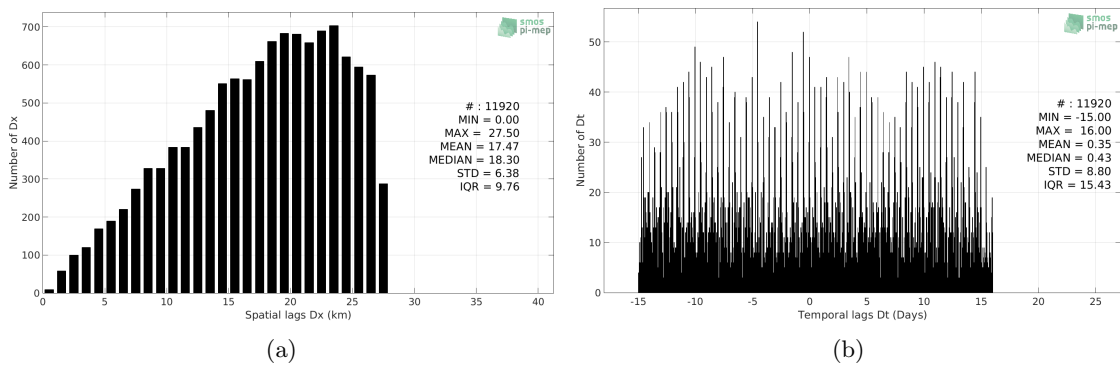 700
600
500
400
300
200
100
0
Number of Dx
smos
pi-mep
# : 11920
MIN = 0.00
MAX = 27.50
MEAN = 17.47
MEDIAN = 18.30
STD = 6.38
IQR = 9.76
0 5 10 15 20 25 30 35 40
Spatial lags Dx (km)
(a)
50
40
30
20
10
0
Number of Dt
smos
pi-mep
# : 11920
MIN = -15.00
MAX = 16.00
MEAN = 0.35
MEDIAN = 0.43
STD = 8.80
IQR = 15.43
-15 -10 -5 0 5 10 15 20 25
Temporal lags Dt (Days)
(b)